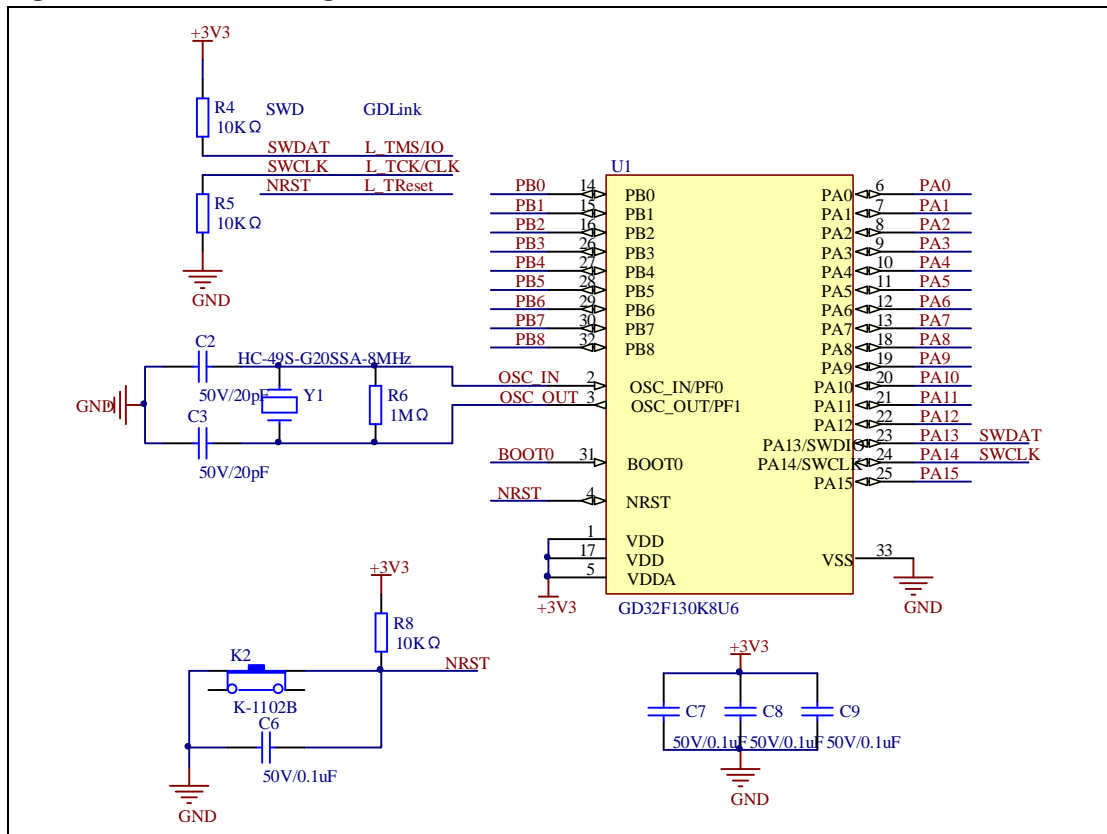 +3V3
R4
10KΩ
SWD GDLink
SWDAT L_TMS/IO
SWCLK L_TCK/CLK
NRST L_TReset
R5
10KΩ
GND
C2
HC-49S-G20SSA-8MHz
50V/20pF
Y1
R6
1MΩ
GND
C3
50V/20pF
OSC_IN
OSC_OUT
U1
PB0 14 PB0 PA0 6 PA0
PB1 15 PB1 PA1 7 PA1
PB2 16 PB2 PA2 8 PA2
PB3 26 PB3 PA3 9 PA3
PB4 27 PB4 PA4 10 PA4
PB5 28 PB5 PA5 11 PA5
PB6 29 PB6 PA6 12 PA6
PB7 30 PB7 PA7 13 PA7
PB8 32 PB8 PA8 18 PA8
PA9 19 PA9
2 OSC_IN/PF0 PA10 20 PA10
3 OSC_OUT/PF1 PA11 21 PA11
PA12 22 PA12
PA13/SWDIO 23 PA13 SWDAT
BOOT0 31 BOOT0 PA14/SWCLK 24 PA14 SWCLK
PA15 25 PA15
NRST 4 NRST
1 VDD
17 VDD VSS 33
5 VDDA
+3V3
GND
GD32F130K8U6
+3V3
R8
10KΩ
K2
NRST
K-1102B
C6
50V/0.1uF
GND
+3V3
C7 C8 C9
50V/0.1uF 50V/0.1uF 50V/0.1uF
GND